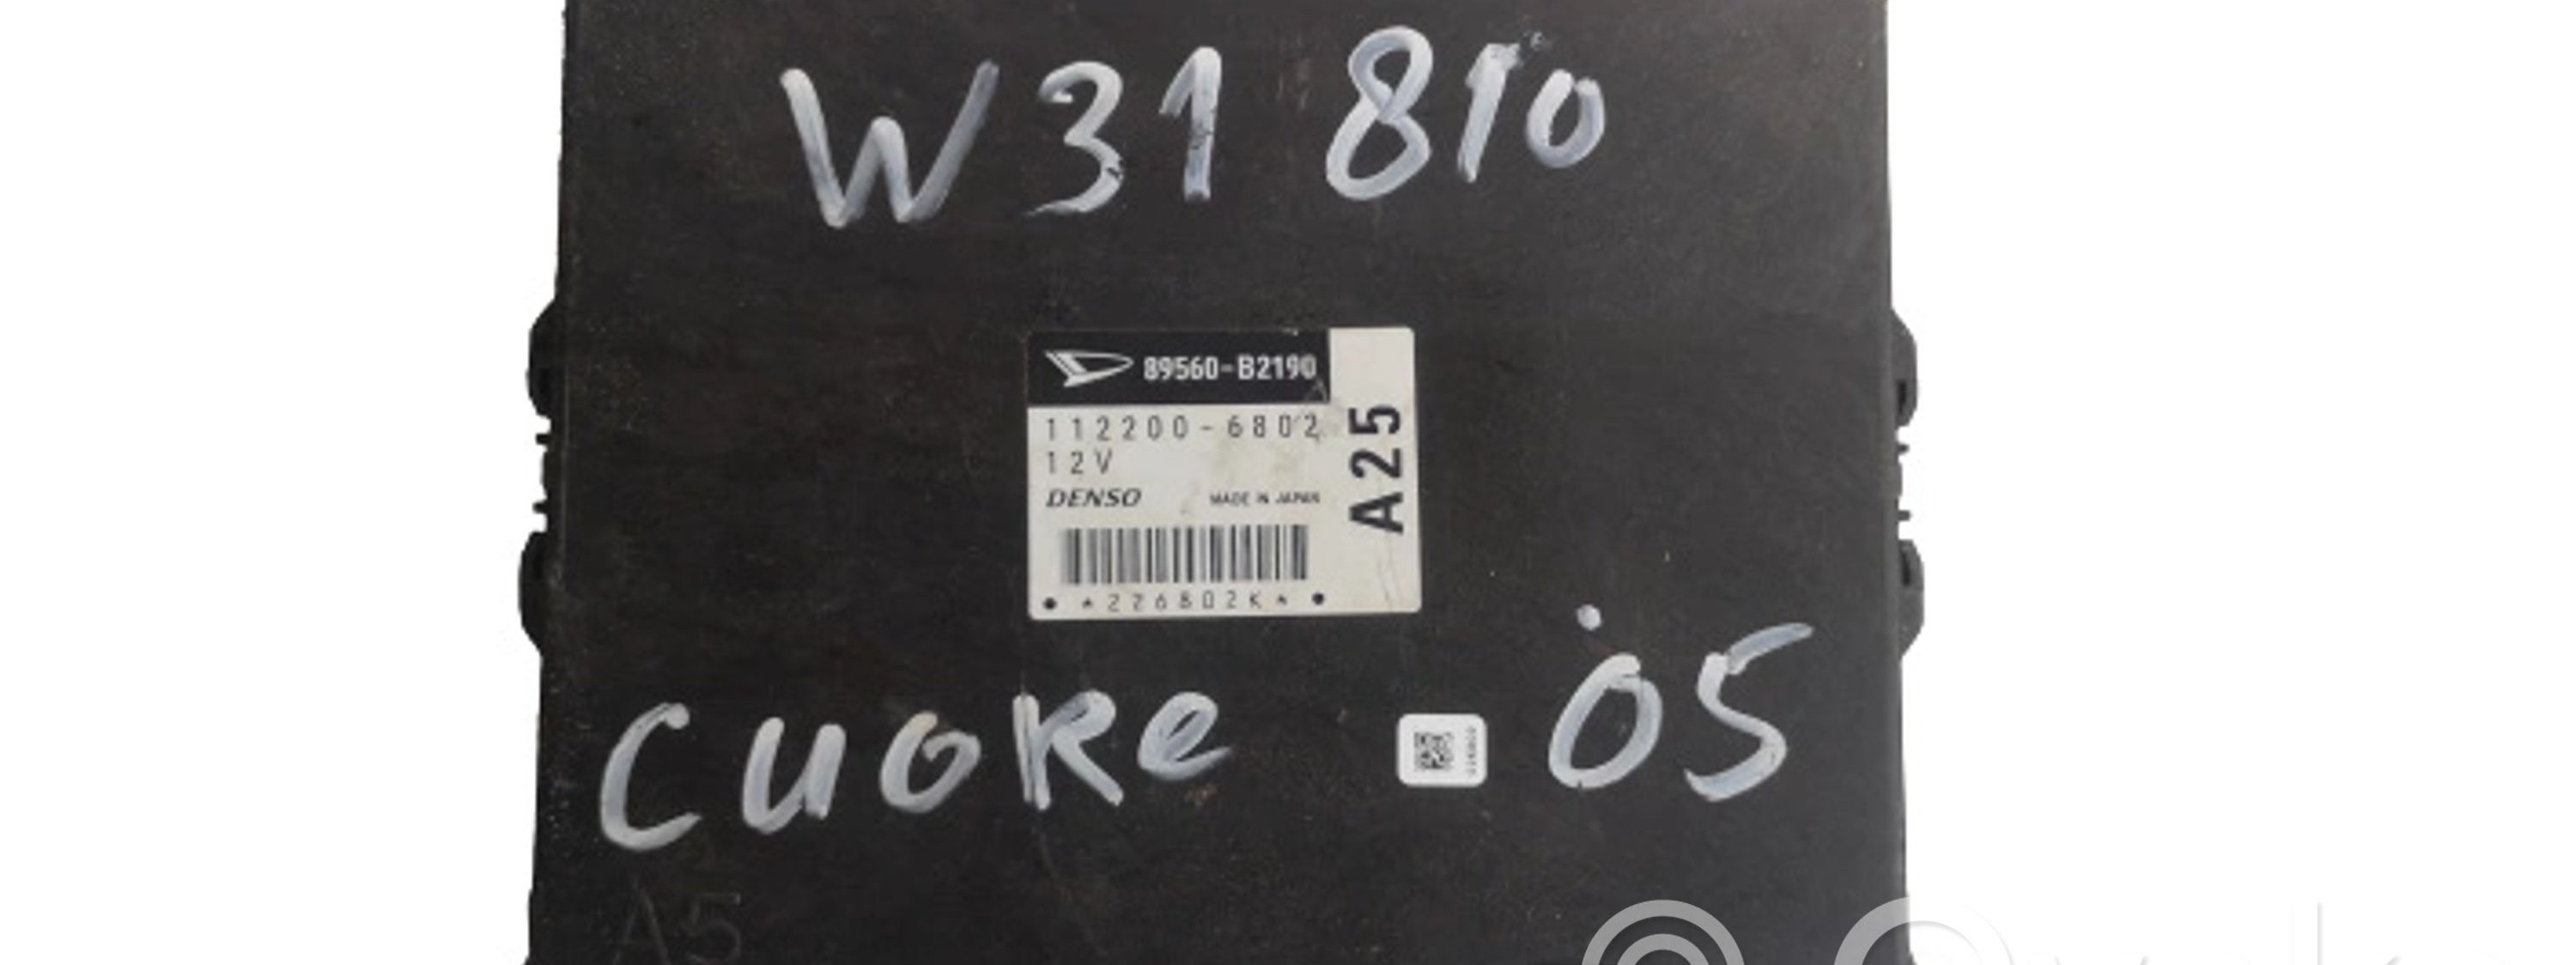 W31 810
89560-B2190
112200-6802
12V
DENSO MADE IN JAPAN
A25
*226802K*
CUORe 05
A5